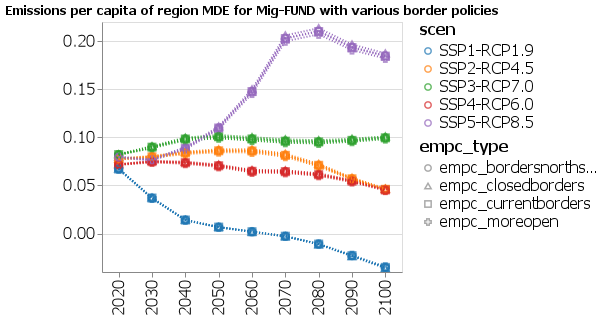 Emissions per capita of region MDE for Mig-FUND with various border policies
scen
SSP1-RCP1.9
SSP2-RCP4.5
SSP3-RCP7.0
SSP4-RCP6.0
SSP5-RCP8.5
empc_type
empc_bordersnorths...
empc_closedborders
empc_currentborders
empc_moreopen
0.20
0.15
0.10
0.05
0.00
2020
2030
2040
2050
2060
2070
2080
2090
2100